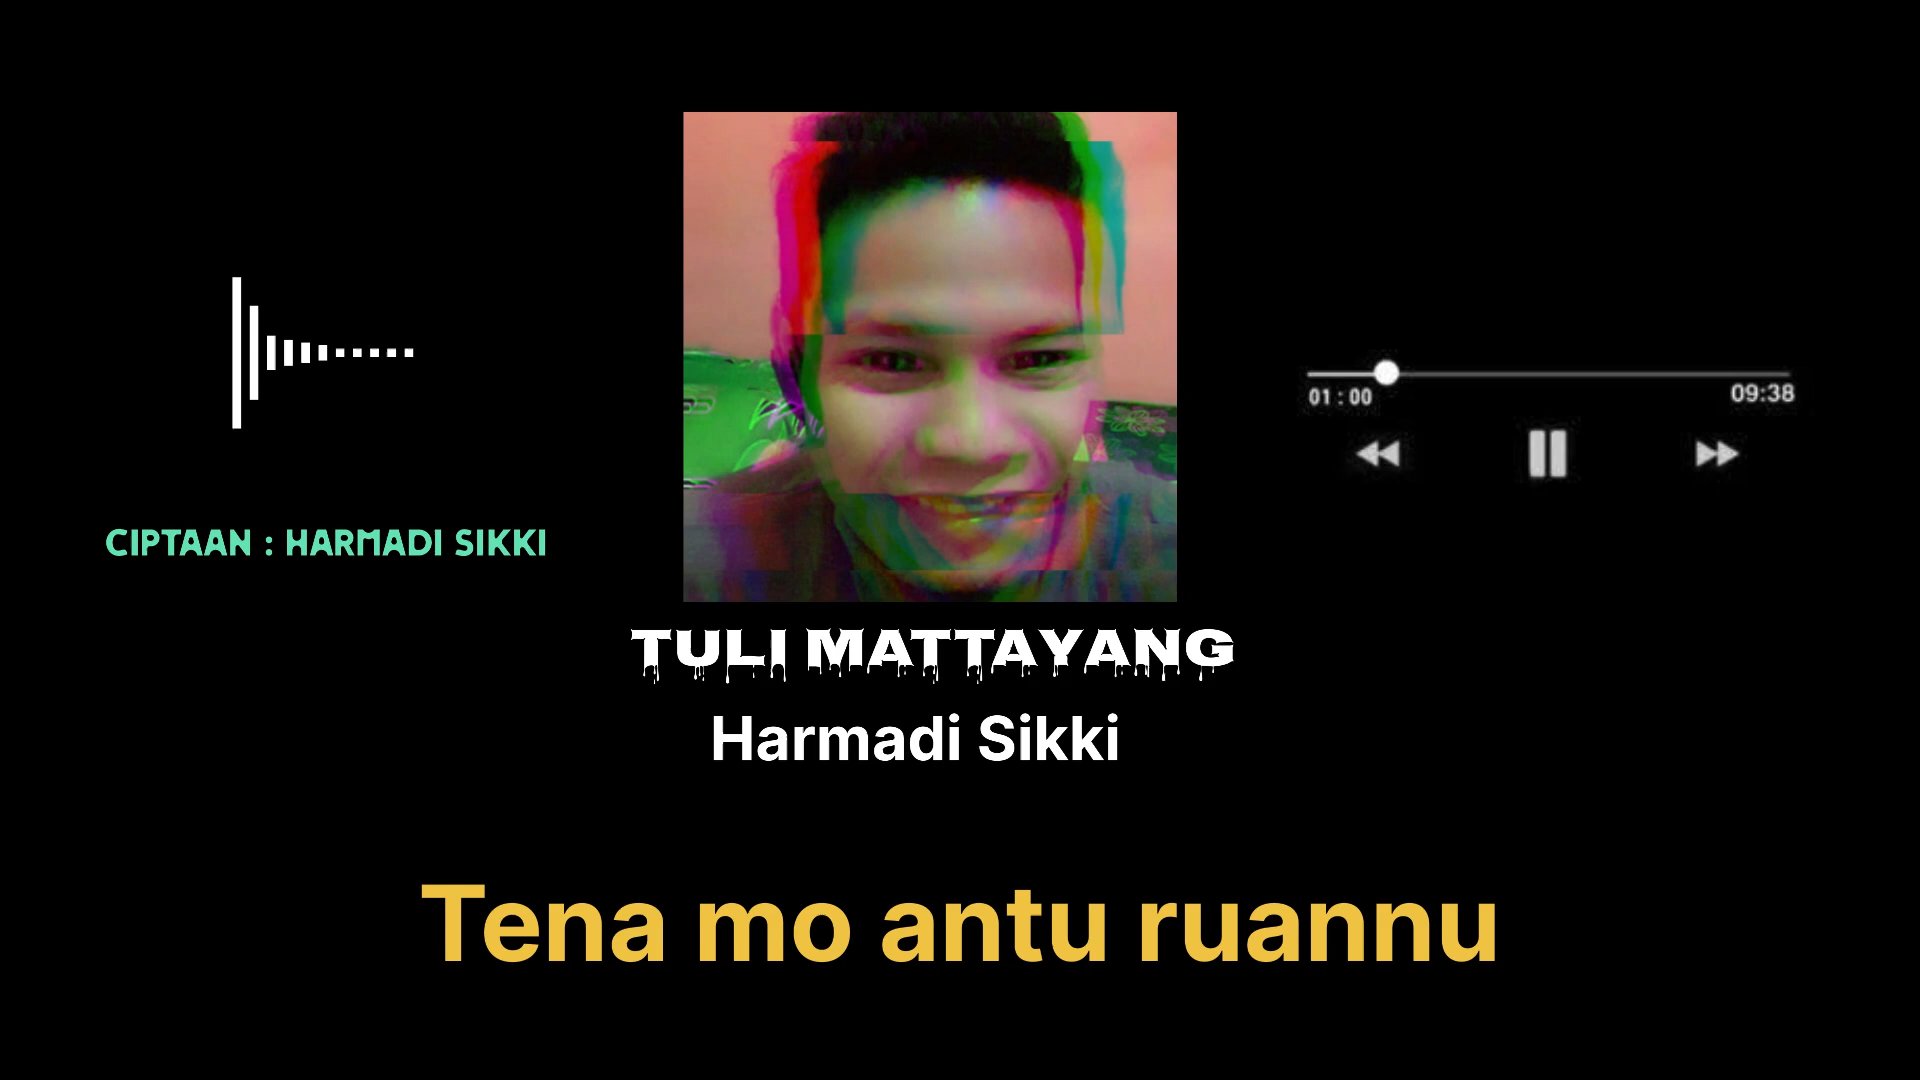 01 : 00
09:38
CIPTAAN : HARMADI SIKKI
TULI MATTAYANG
Harmadi Sikki
Tena mo antu ruannu